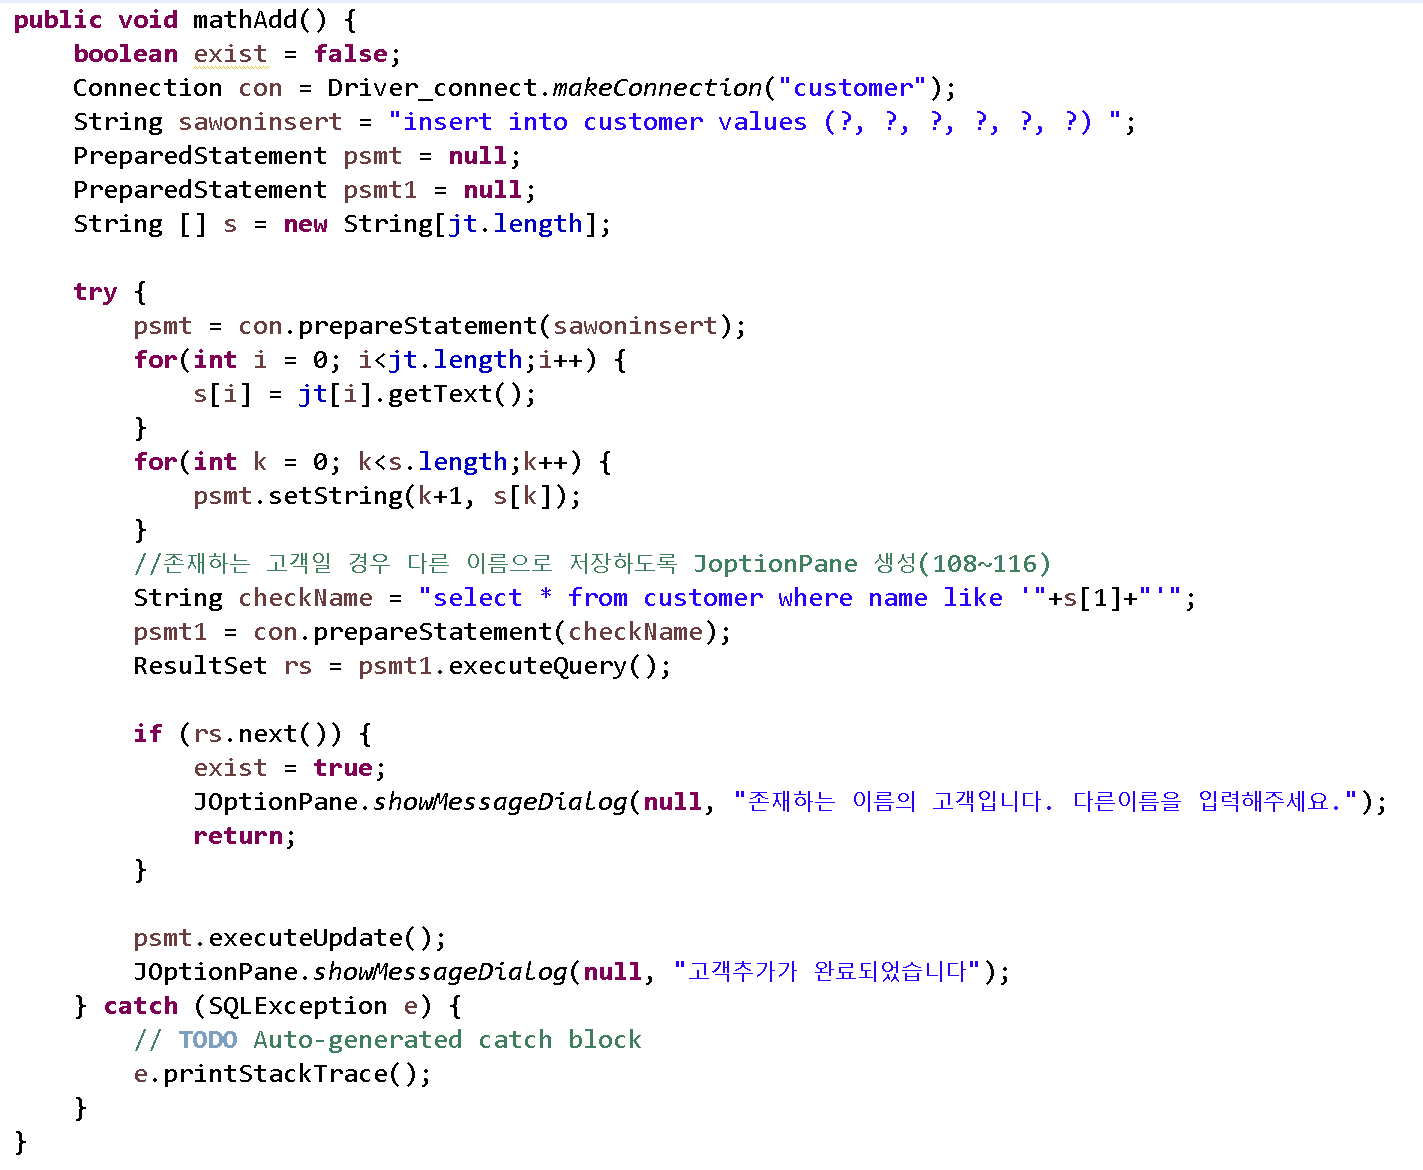 public void mathAdd() {
boolean exist = false;
Connection con = Driver_connect.makeConnection("customer");
String sawoninsert = "insert into customer values (?, ?, ?, ?, ?, ?) ";
PreparedStatement psmt = null;
PreparedStatement psmt1 = null;
String [] s = new String[jt.length];
try {
psmt = con.prepareStatement(sawoninsert);
for(int i = 0; i<jt.length;i++) {
s[i] = jt[i].getText();
}
for(int k = 0; k<s.length;k++) {
psmt.setString(k+1, s[k]);
}
//존재하는 고객일 경우 다른 이름으로 저장하도록 JoptionPane 생성(108~116)
String checkName = "select * from customer where name like '"+s[1]+"'";
psmt1 = con.prepareStatement(checkName);
ResultSet rs = psmt1.executeQuery();
if (rs.next()) {
exist = true;
JOptionPane.showMessageDialog(null, "존재하는 이름의 고객입니다. 다른이름을 입력해주세요.");
return;
}
psmt.executeUpdate();
JOptionPane.showMessageDialog(null, "고객추가가 완료되었습니다");
} catch (SQLException e) {
// TODO Auto-generated catch block
e.printStackTrace();
}
}